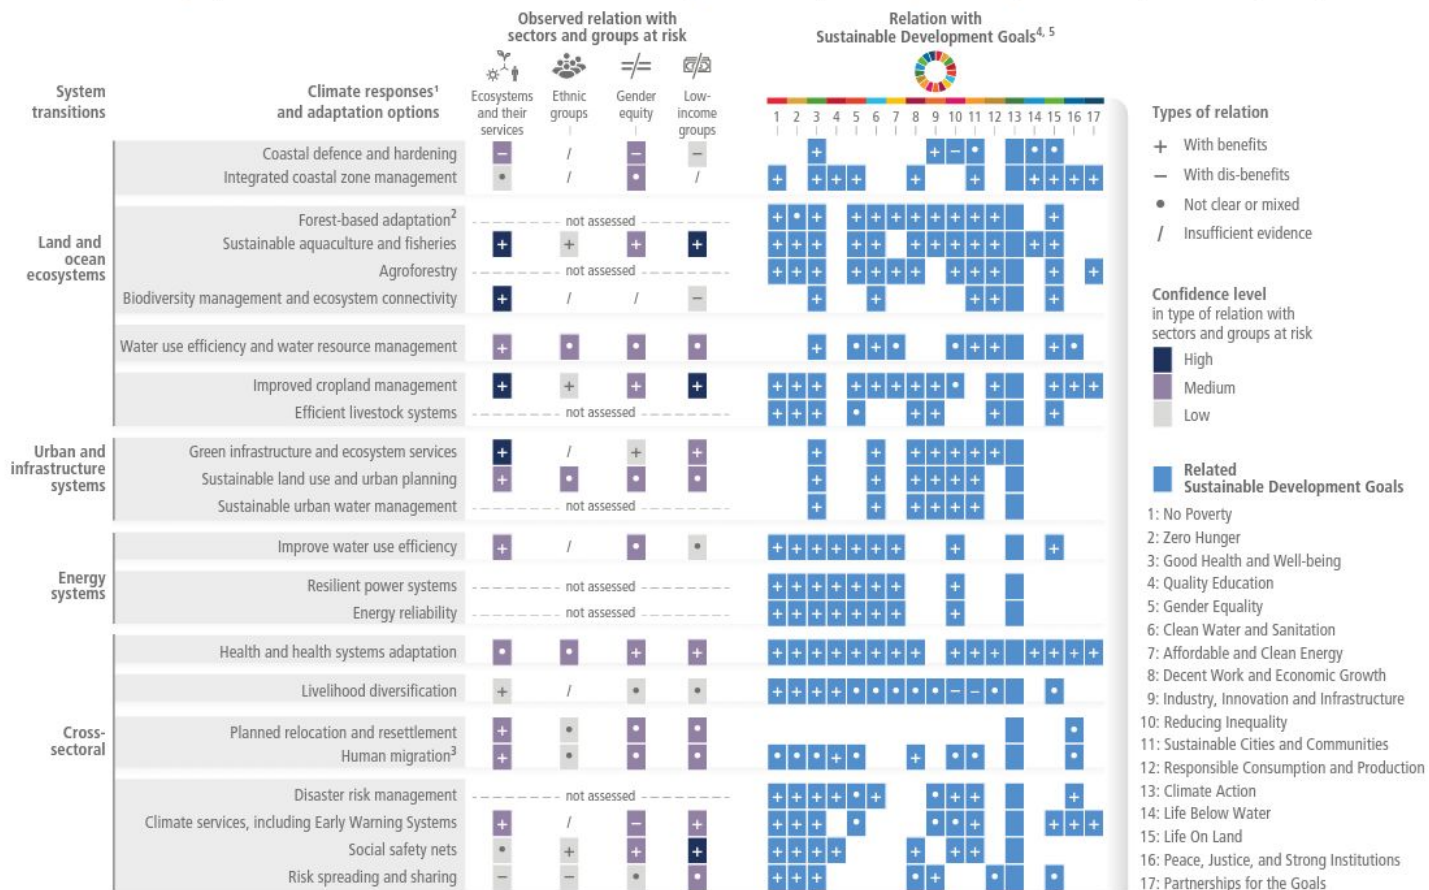 Observed relation with
sectors and groups at risk
Relation with
Sustainable Development Goals4, 5
System
transitions
Climate responses¹
and adaptation options
Ecosystems
and their
services
Ethnic
groups
Gender
equity
Low-
income
groups
1 2 3 4 5 6 7 8 9 10 11 12 13 14 15 16 17
Land and
ocean
ecosystems
Coastal defence and hardening − / − − + + − • • •
Integrated coastal zone management • / • / + + + + + + + + + +
Forest-based adaptation² not assessed + • + + + + + + + + + +
Sustainable aquaculture and fisheries + + + + + + + + + + + + + + + +
Agroforestry not assessed + + + + + + + + + + + +
Biodiversity management and ecosystem connectivity + / / − + + + + +
Water use efficiency and water resource management + • • • + • + • • + + + •
Improved cropland management + + + + + + + + + + + + • + + + +
Efficient livestock systems not assessed + + + • + + + +
Urban and
infrastructure
systems
Green infrastructure and ecosystem services + / + + + + + + + + +
Sustainable land use and urban planning + • • • + + + + + +
Sustainable urban water management not assessed + + + + + +
Energy
systems
Improve water use efficiency + / • • + + + + + + + + +
Resilient power systems not assessed + + + + + + + +
Energy reliability not assessed + + + + + + + +
Cross-
sectoral
Health and health systems adaptation • • + + + + + + + + + + + + + + + + +
Livelihood diversification + / • • + + + + • • • • • − − • •
Planned relocation and resettlement + • • • •
Human migration³ + • • • • • • + • + • • •
Disaster risk management not assessed + + + + • + • + + +
Climate services, including Early Warning Systems + / − + + + + • • • + + + +
Social safety nets • + + + + + + + + + +
Risk spreading and sharing − − • • + + + • + • •
Types of relation
+ With benefits
− With dis-benefits
• Not clear or mixed
/ Insufficient evidence
Confidence level
in type of relation with
sectors and groups at risk
High
Medium
Low
Related
Sustainable Development Goals
1: No Poverty
2: Zero Hunger
3: Good Health and Well-being
4: Quality Education
5: Gender Equality
6: Clean Water and Sanitation
7: Affordable and Clean Energy
8: Decent Work and Economic Growth
9: Industry, Innovation and Infrastructure
10: Reducing Inequality
11: Sustainable Cities and Communities
12: Responsible Consumption and Production
13: Climate Action
14: Life Below Water
15: Life On Land
16: Peace, Justice, and Strong Institutions
17: Partnerships for the Goals